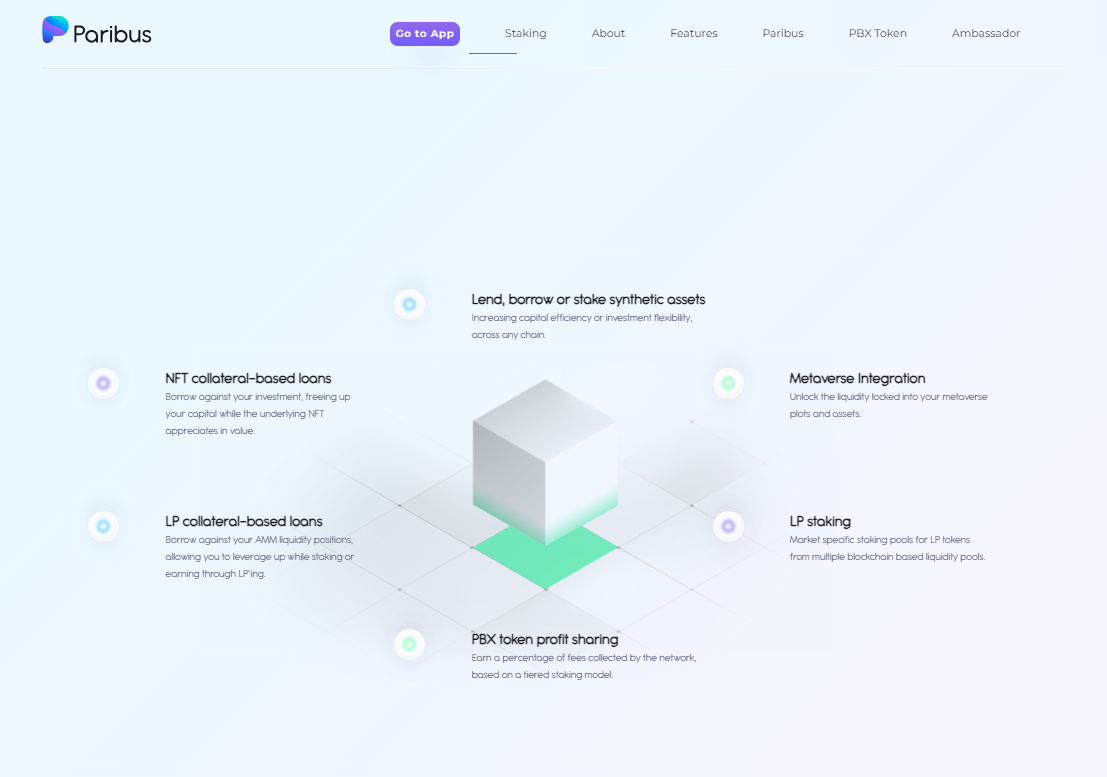 Paribus
Go to App
Staking
About
Features
Paribus
PBX Token
Ambassador
Lend, borrow or stake synthetic assets
Increasing capital efficiency or investment flexibility,
across any chain.
NFT collateral-based loans
Borrow against your investment, freeing up
your capital while the underlying NFT
appreciates in value.
Metaverse Integration
Unlock the liquidity locked into your metaverse
plots and assets.
LP collateral-based loans
Borrow against your AMM liquidity positions,
allowing you to leverage up while staking or
earning through LP'ing.
LP staking
Market specific staking pools for LP tokens
from multiple blockchain based liquidity pools.
PBX token profit sharing
Earn a percentage of fees collected by the network,
based on a tiered staking model.